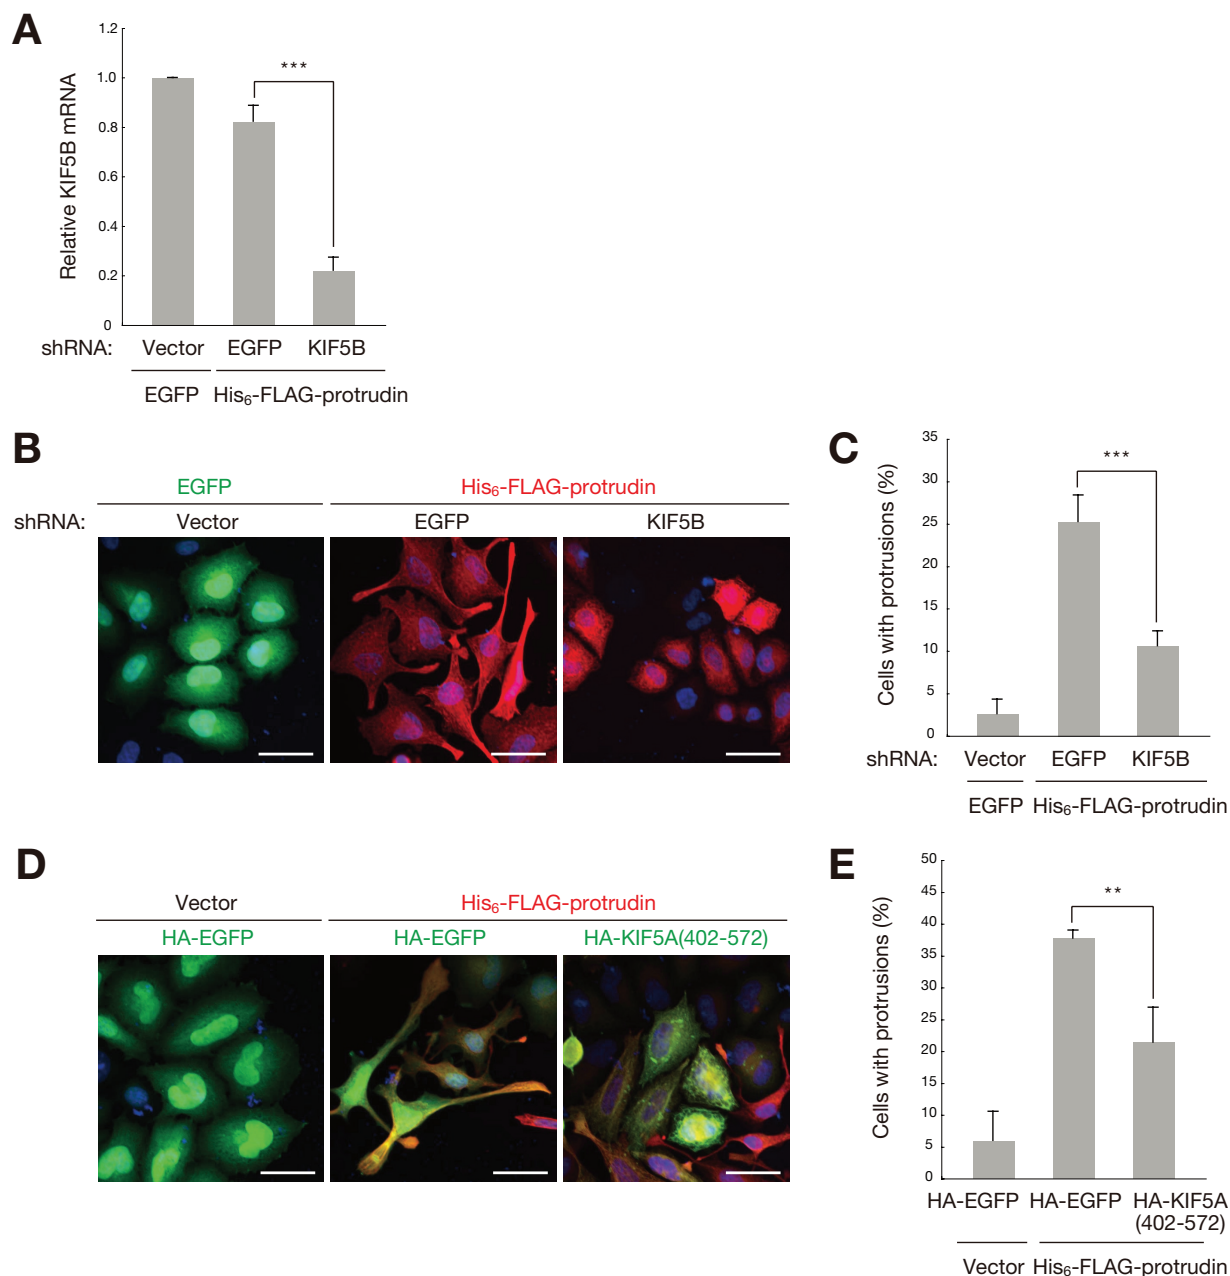 A
1.2
1.0
0.8
0.6
0.4
0.2
0
Relative KIF5B mRNA
***
shRNA: Vector EGFP KIF5B
EGFP His₆-FLAG-protrudin
B
EGFP His₆-FLAG-protrudin
shRNA: Vector EGFP KIF5B
C
35
30
25
20
15
10
5
0
Cells with protrusions (%)
***
shRNA: Vector EGFP KIF5B
EGFP His₆-FLAG-protrudin
D
Vector His₆-FLAG-protrudin
HA-EGFP HA-EGFP HA-KIF5A(402-572)
E
50
45
40
35
30
25
20
15
10
5
0
Cells with protrusions (%)
**
HA-EGFP HA-EGFP HA-KIF5A
(402-572)
Vector His₆-FLAG-protrudin